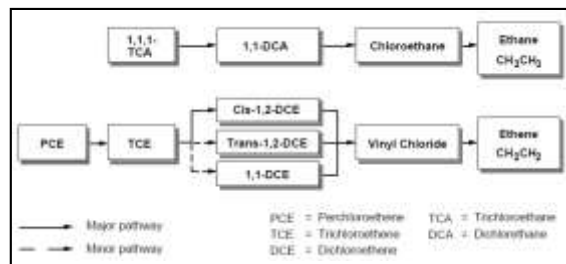 1,1,1-
TCA
1,1-DCA
Chloroethane
Ethane
CH₃CH₃
PCE
TCE
Cis-1,2-DCE
Trans-1,2-DCE
1,1-DCE
Vinyl Chloride
Ethene
CH₂CH₂
Major pathway
Minor pathway
PCE = Perchloroethene
TCE = Trichloroethene
DCE = Dichloroethene
TCA = Trichloroethane
DCA = Dichlorethane